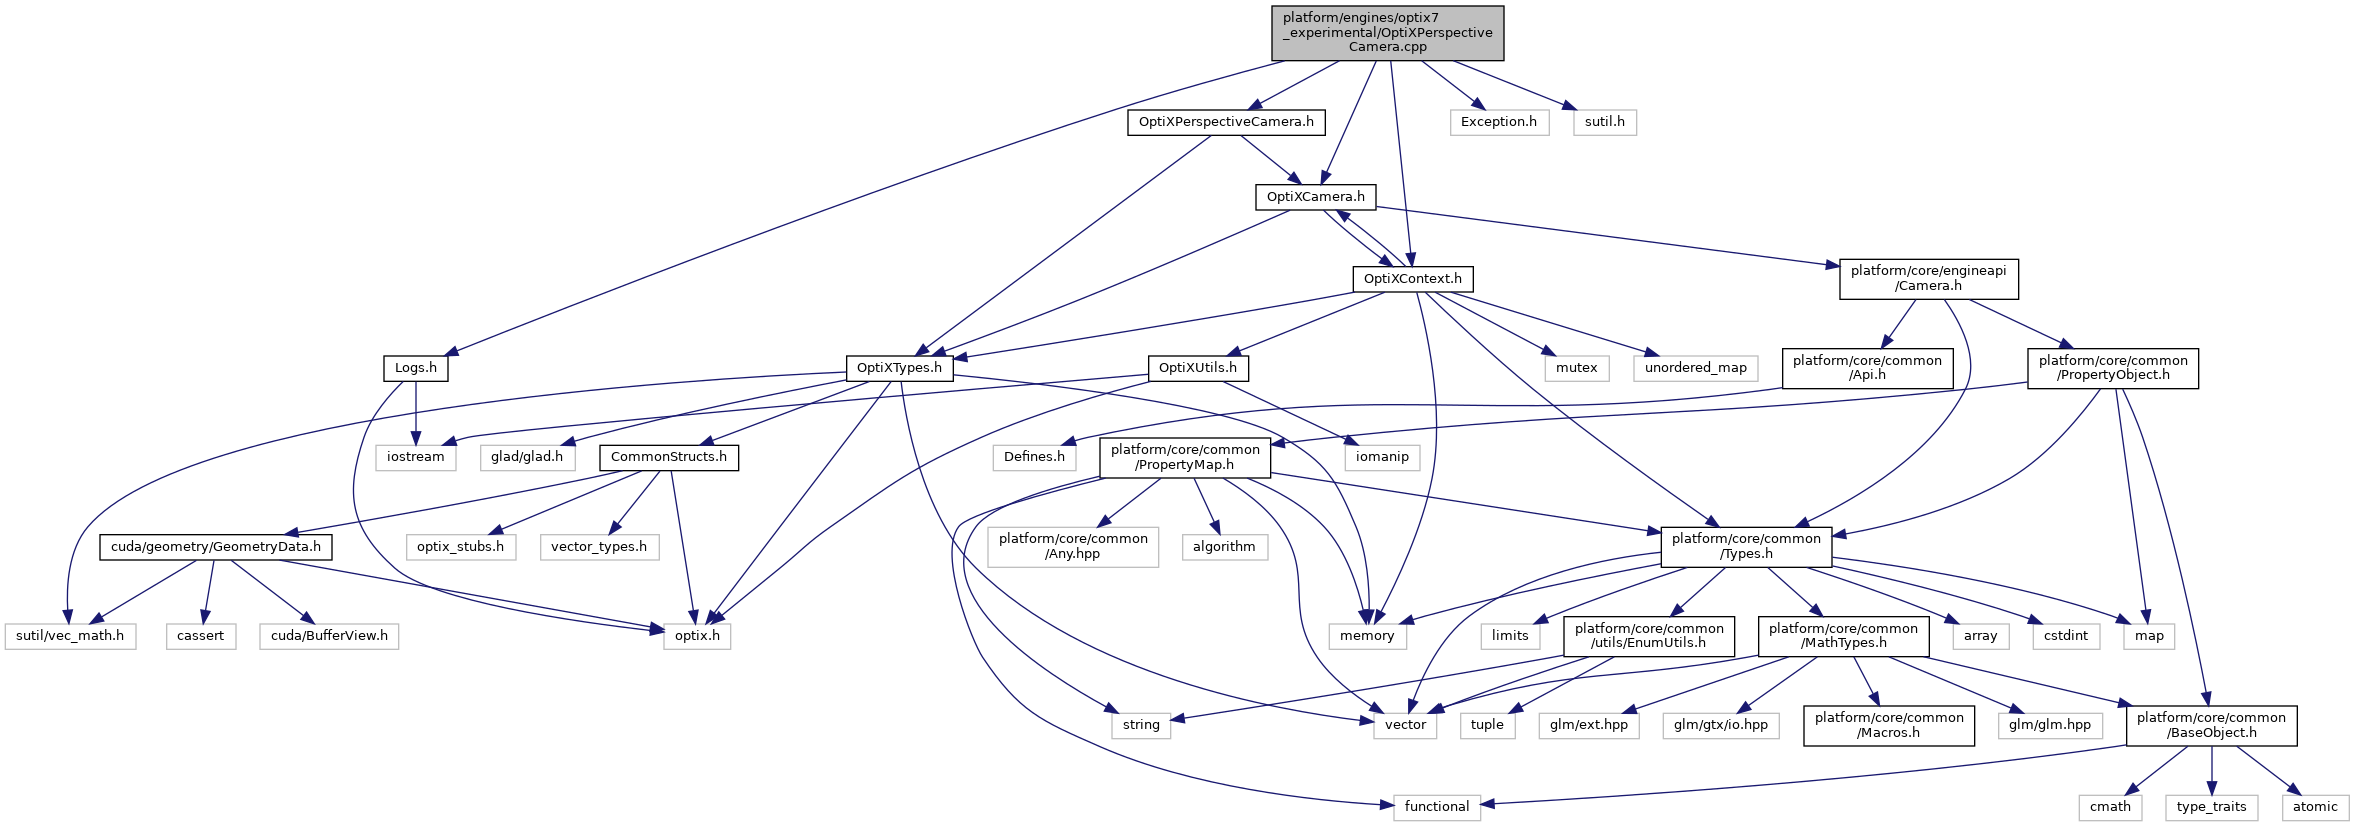 platform/engines/optix7
_experimental/OptiXPerspective
Camera.cpp
OptiXPerspectiveCamera.h
Exception.h
sutil.h
OptiXCamera.h
OptiXContext.h
platform/core/engineapi
/Camera.h
Logs.h
OptiXTypes.h
OptiXUtils.h
mutex
unordered_map
platform/core/common
/Api.h
platform/core/common
/PropertyObject.h
iostream
glad/glad.h
CommonStructs.h
Defines.h
platform/core/common
/PropertyMap.h
iomanip
cuda/geometry/GeometryData.h
optix_stubs.h
vector_types.h
platform/core/common
/Any.hpp
algorithm
platform/core/common
/Types.h
sutil/vec_math.h
cassert
cuda/BufferView.h
optix.h
memory
limits
platform/core/common
/utils/EnumUtils.h
platform/core/common
/MathTypes.h
array
cstdint
map
string
vector
tuple
glm/ext.hpp
glm/gtx/io.hpp
platform/core/common
/Macros.h
glm/glm.hpp
platform/core/common
/BaseObject.h
functional
cmath
type_traits
atomic